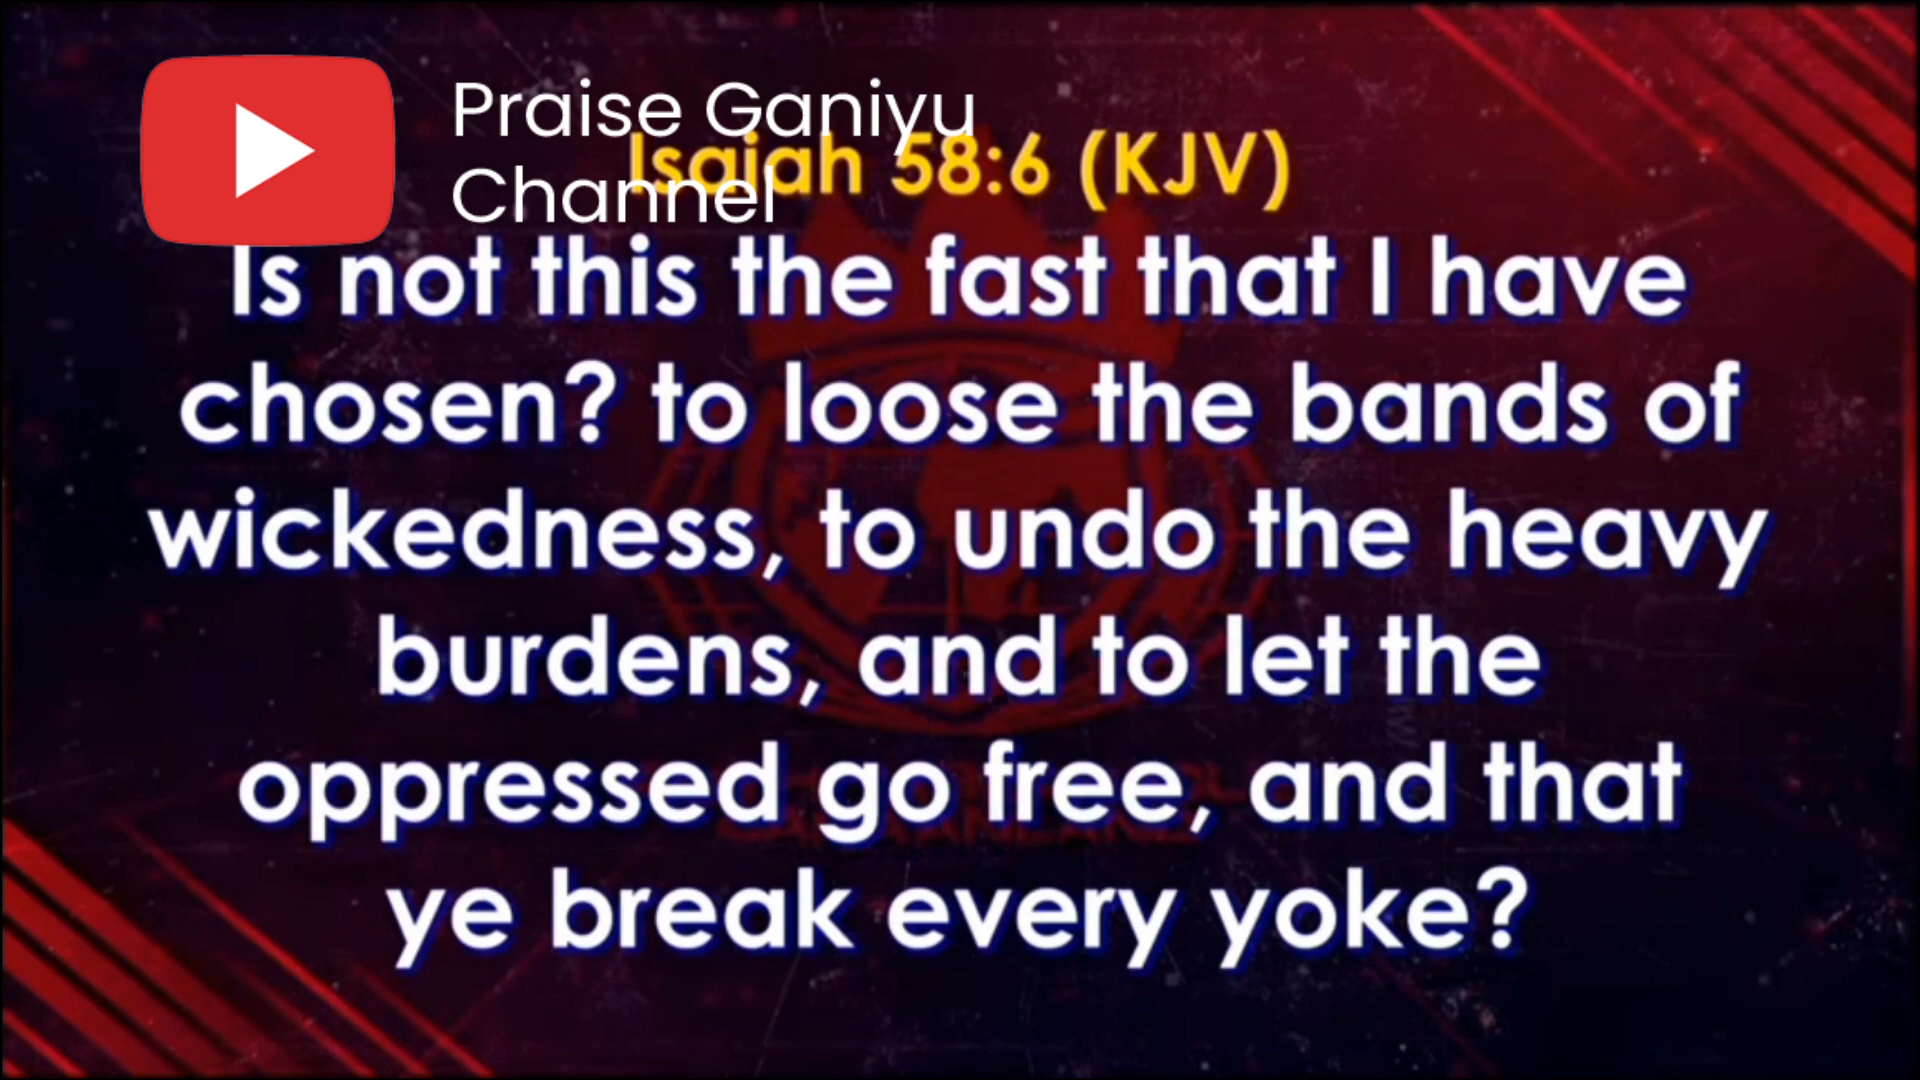 Praise Ganiyu
Channel
Isaiah 58:6 (KJV)
Is not this the fast that I have
chosen? to loose the bands of
wickedness, to undo the heavy
burdens, and to let the
oppressed go free, and that
ye break every yoke?